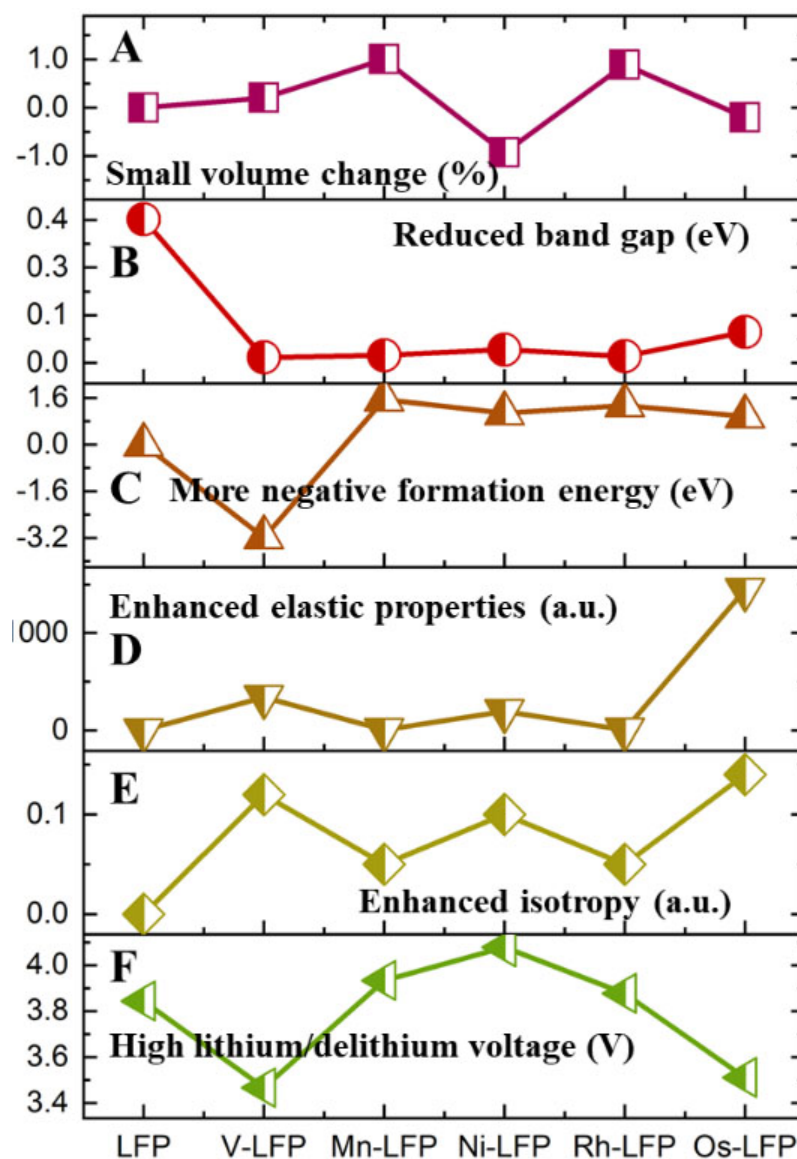 A
1.0
0.0
-1.0
Small volume change (%)
0.4
Reduced band gap (eV)
0.3
B
0.1
0.0
1.6
0.0
C
More negative formation energy (eV)
-1.6
-3.2
Enhanced elastic properties (a.u.)
1000
D
0
E
0.1
Enhanced isotropy (a.u.)
0.0
F
4.0
3.8
High lithium/delithium voltage (V)
3.6
3.4
LFP V-LFP Mn-LFP Ni-LFP Rh-LFP Os-LFP